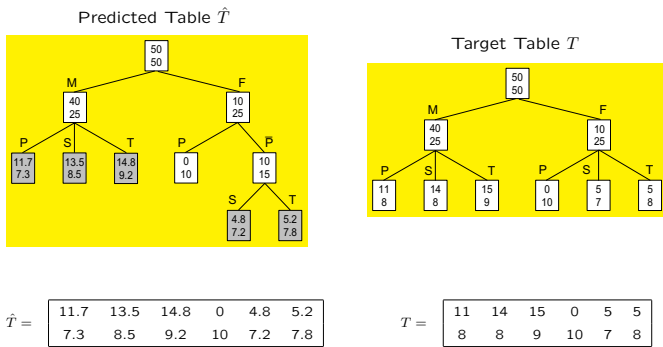 Predicted Table T̂
50
50
M F
40
25
10
25
P S T P P̅
11.7
7.3
13.5
8.5
14.8
9.2
0
10
10
15
S T
4.8
7.2
5.2
7.8
Target Table T
50
50
M F
40
25
10
25
P S T P S T
11
8
14
8
15
9
0
10
5
7
5
8
T̂ =
11.7 13.5 14.8 0 4.8 5.2
7.3 8.5 9.2 10 7.2 7.8
T =
11 14 15 0 5 5
8 8 9 10 7 8